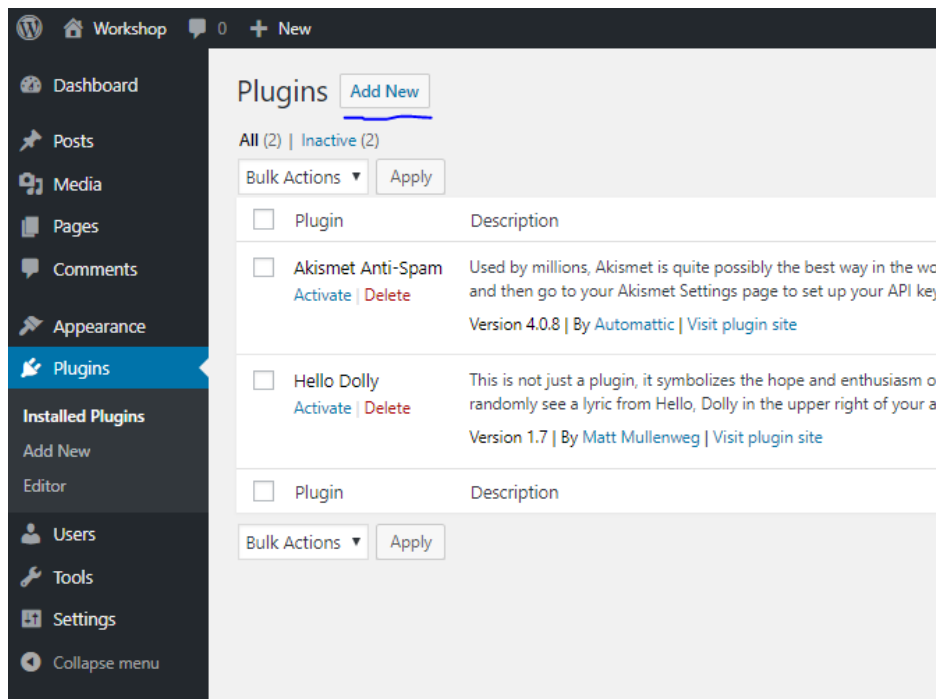 Workshop 0 + New
Dashboard
Posts
Media
Pages
Comments
Appearance
Plugins
Installed Plugins
Add New
Editor
Users
Tools
Settings
Collapse menu
Plugins Add New
All (2) | Inactive (2)
Bulk Actions ▼ Apply
Plugin Description
Akismet Anti-Spam Used by millions, Akismet is quite possibly the best way in the
Activate | Delete and then go to your Akismet Settings page to set up your API
Version 4.0.8 | By Automattic | Visit plugin site
Hello Dolly This is not just a plugin, it symbolizes the hope and enthusiasm
Activate | Delete randomly see a lyric from Hello, Dolly in the upper right of your
Version 1.7 | By Matt Mullenweg | Visit plugin site
Plugin Description
Bulk Actions ▼ Apply